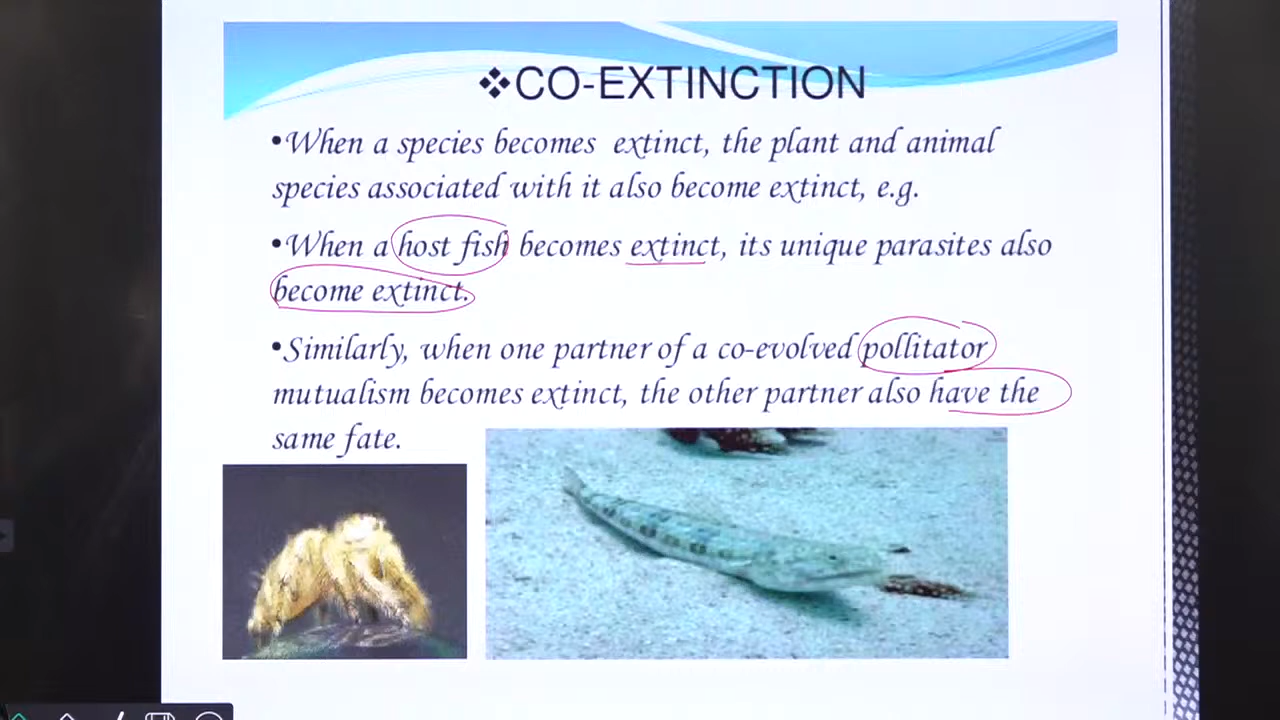 ❖CO-EXTINCTION
•When a species becomes extinct, the plant and animal
species associated with it also become extinct, e.g.
•When a host fish becomes extinct, its unique parasites also
become extinct.
•Similarly, when one partner of a co-evolved pollitator
mutualism becomes extinct, the other partner also have the
same fate.